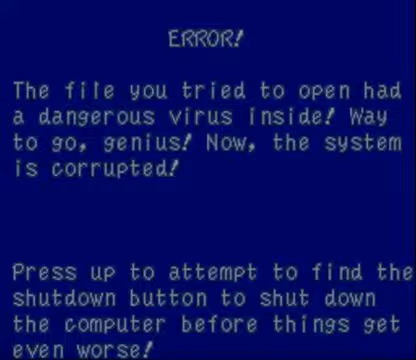 ERROR!
The file you tried to open had
a dangerous virus inside! Way
to go, genius! Now, the system
is corrupted!
Press up to attempt to find the
shutdown button to shut down
the computer before things get
even worse!